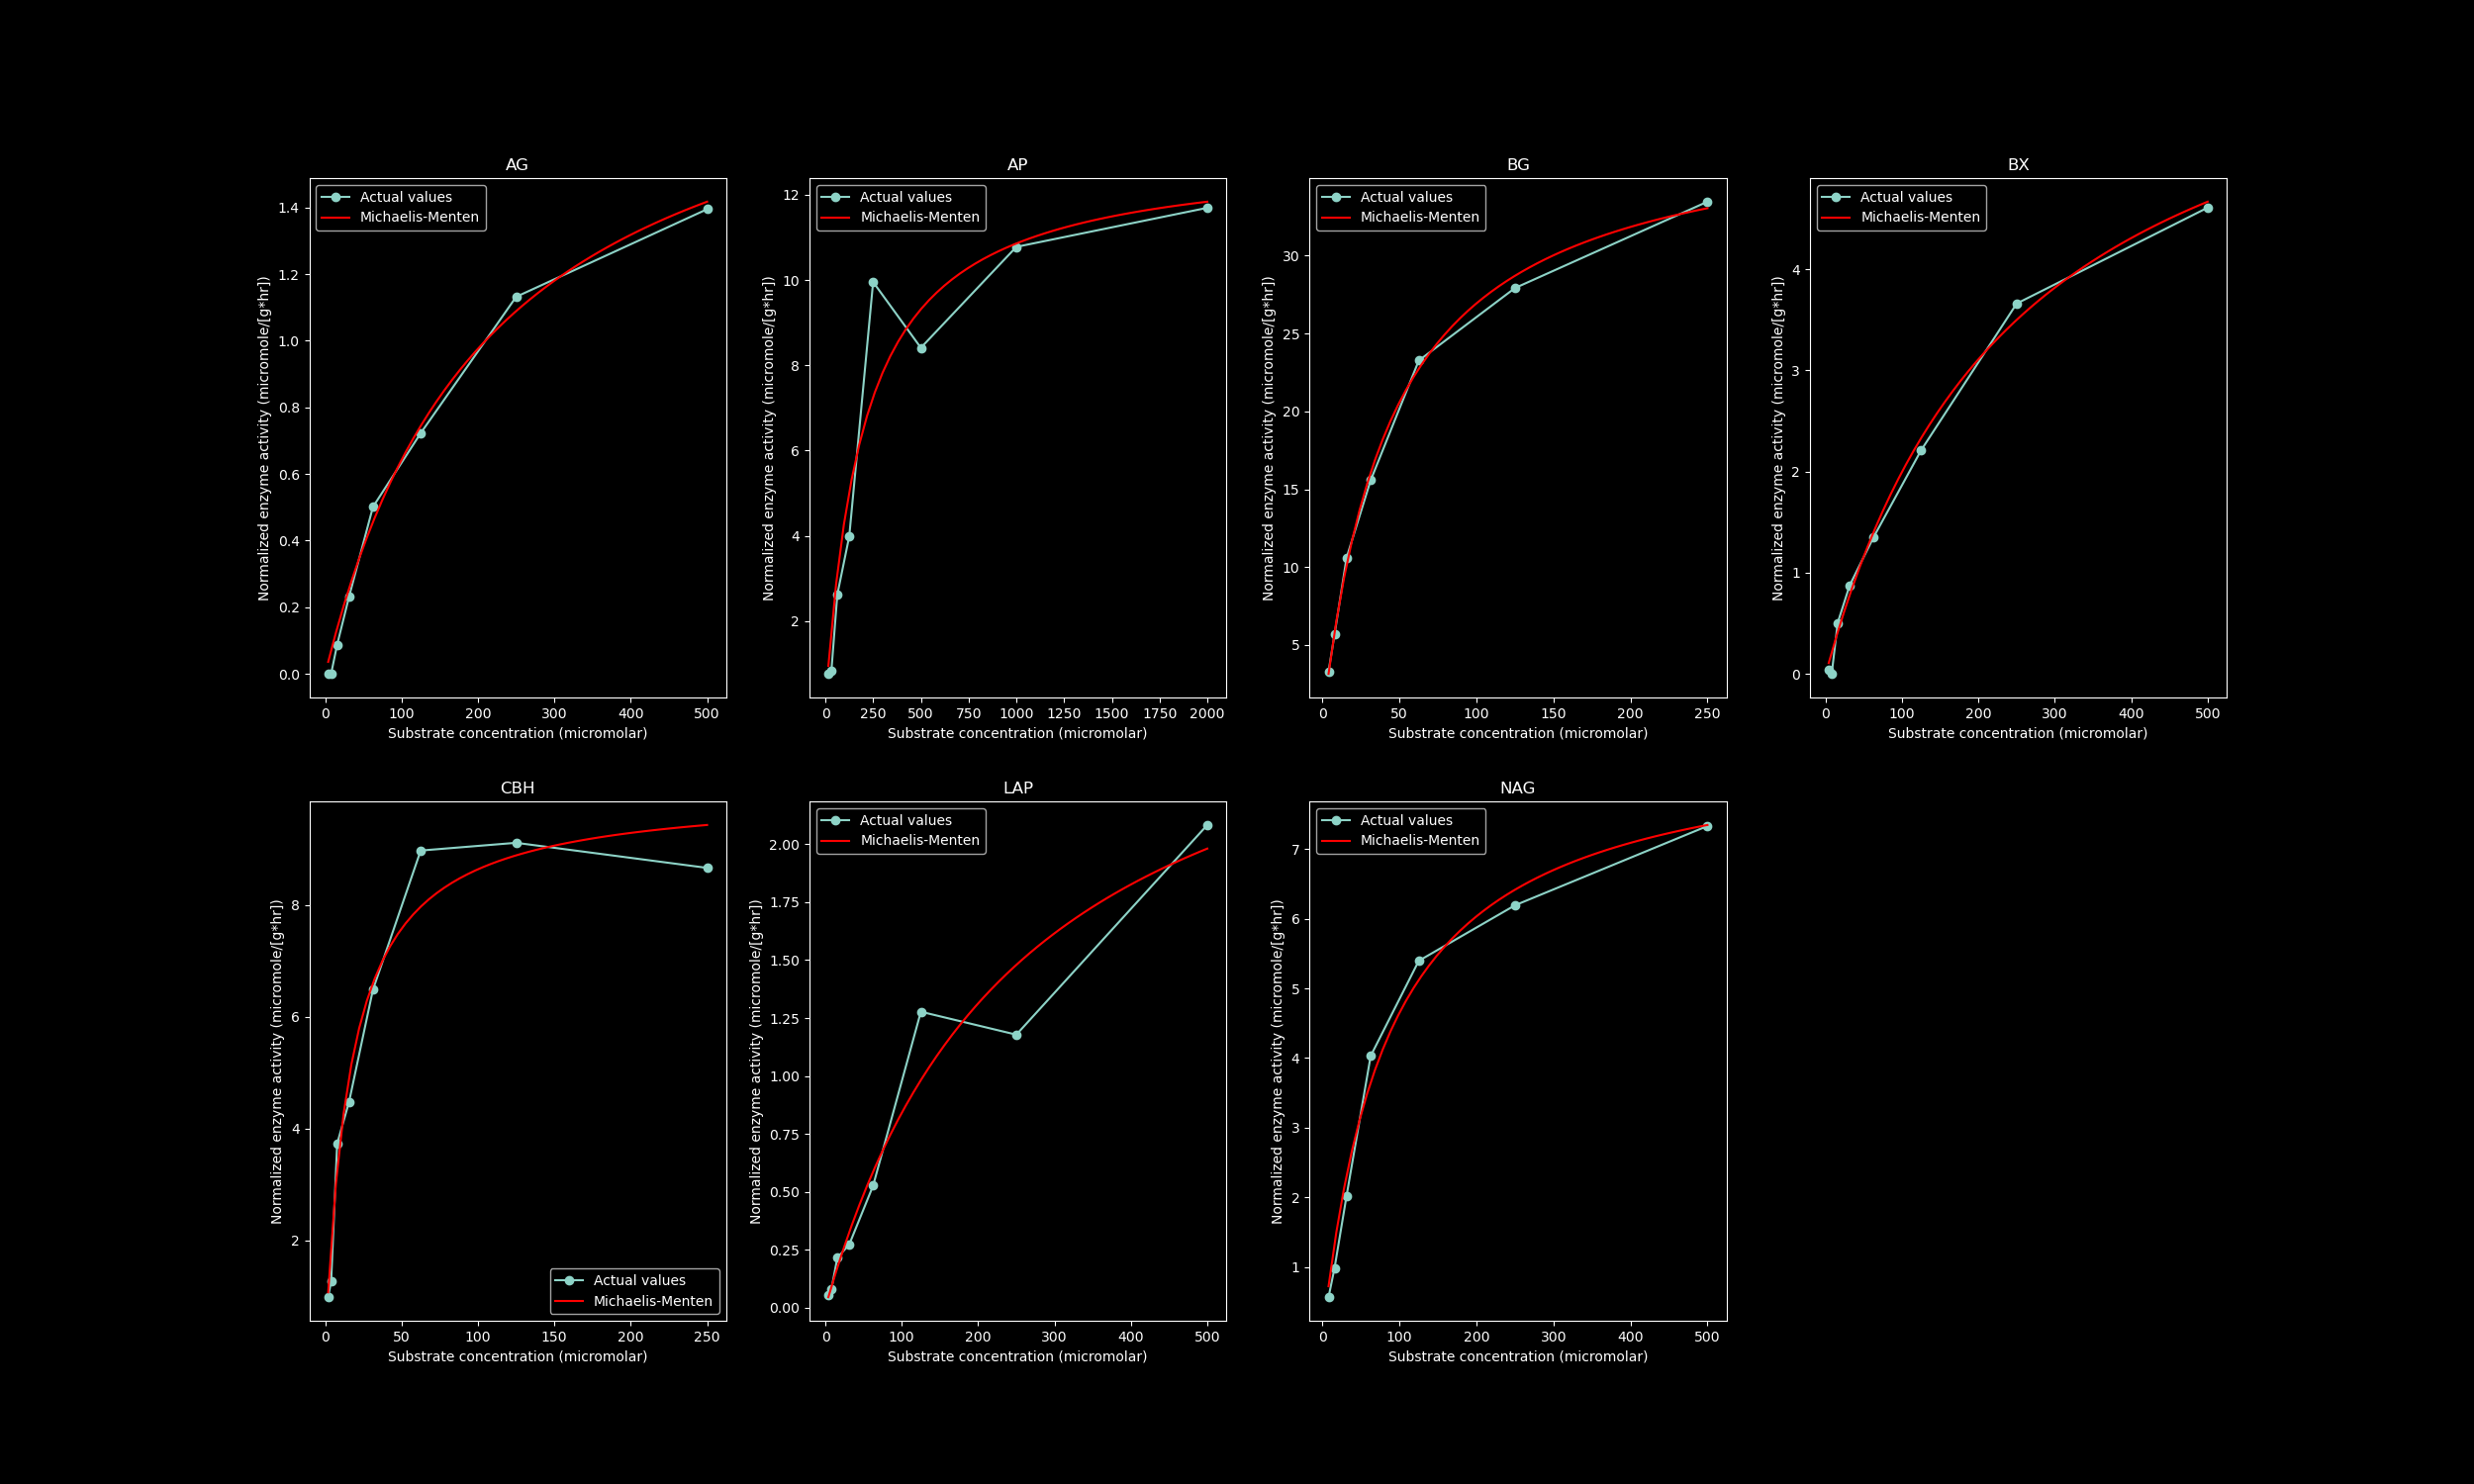 AG
Actual values
Michaelis-Menten
Normalized enzyme activity (micromole/[g*hr])
1.4
1.2
1.0
0.8
0.6
0.4
0.2
0.0
0 100 200 300 400 500
Substrate concentration (micromolar)
AP
Actual values
Michaelis-Menten
Normalized enzyme activity (micromole/[g*hr])
12
10
8
6
4
2
0 250 500 750 1000 1250 1500 1750 2000
Substrate concentration (micromolar)
BG
Actual values
Michaelis-Menten
Normalized enzyme activity (micromole/[g*hr])
30
25
20
15
10
5
0 50 100 150 200 250
Substrate concentration (micromolar)
BX
Actual values
Michaelis-Menten
Normalized enzyme activity (micromole/[g*hr])
4
3
2
1
0
0 100 200 300 400 500
Substrate concentration (micromolar)
CBH
Normalized enzyme activity (micromole/[g*hr])
8
6
4
2
Actual values
Michaelis-Menten
0 50 100 150 200 250
Substrate concentration (micromolar)
LAP
Actual values
Michaelis-Menten
Normalized enzyme activity (micromole/[g*hr])
2.00
1.75
1.50
1.25
1.00
0.75
0.50
0.25
0.00
0 100 200 300 400 500
Substrate concentration (micromolar)
NAG
Actual values
Michaelis-Menten
Normalized enzyme activity (micromole/[g*hr])
7
6
5
4
3
2
1
0 100 200 300 400 500
Substrate concentration (micromolar)